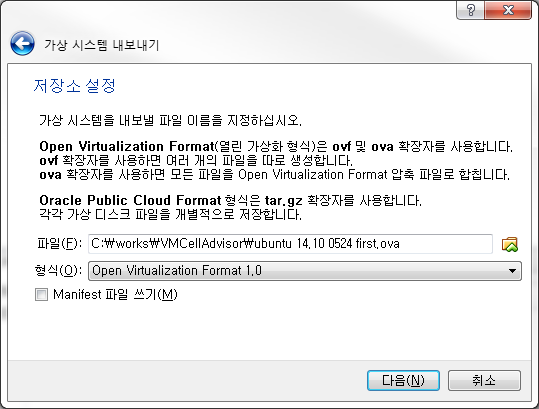 가상 시스템 내보내기
저장소 설정
가상 시스템을 내보낼 파일 이름을 지정하십시오.
Open Virtualization Format(열린 가상화 형식)은 ovf 및 ova 확장자를 사용합니다.
ovf 확장자를 사용하면 여러 개의 파일을 따로 생성합니다.
ova 확장자를 사용하면 모든 파일을 Open Virtualization Format 압축 파일로 합칩니다.
Oracle Public Cloud Format 형식은 tar.gz 확장자를 사용합니다.
각각 가상 디스크 파일을 개별적으로 저장합니다.
파일(F): C:₩works₩VMCellAdvisor₩ubuntu 14.10 0524 first.ova
형식(O): Open Virtualization Format 1.0
Manifest 파일 쓰기(M)
다음(N) 취소